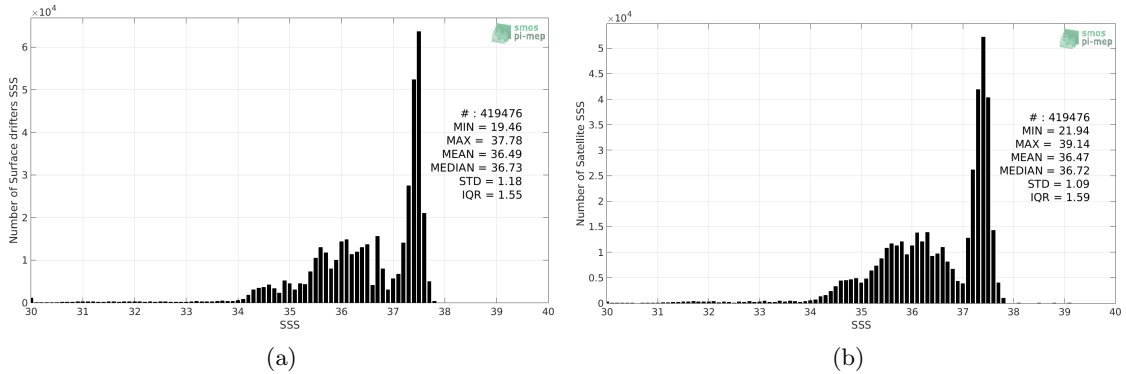 ×10⁴
smos
pi-mep
6
5
4
3
2
1
0
Number of Surface drifters SSS
# : 419476
MIN = 19.46
MAX = 37.78
MEAN = 36.49
MEDIAN = 36.73
STD = 1.18
IQR = 1.55
30 31 32 33 34 35 36 37 38 39 40
SSS
(a)
×10⁴
smos
pi-mep
5
4.5
4
3.5
3
2.5
2
1.5
1
0.5
0
Number of Satellite SSS
# : 419476
MIN = 21.94
MAX = 39.14
MEAN = 36.47
MEDIAN = 36.72
STD = 1.09
IQR = 1.59
30 31 32 33 34 35 36 37 38 39 40
SSS
(b)